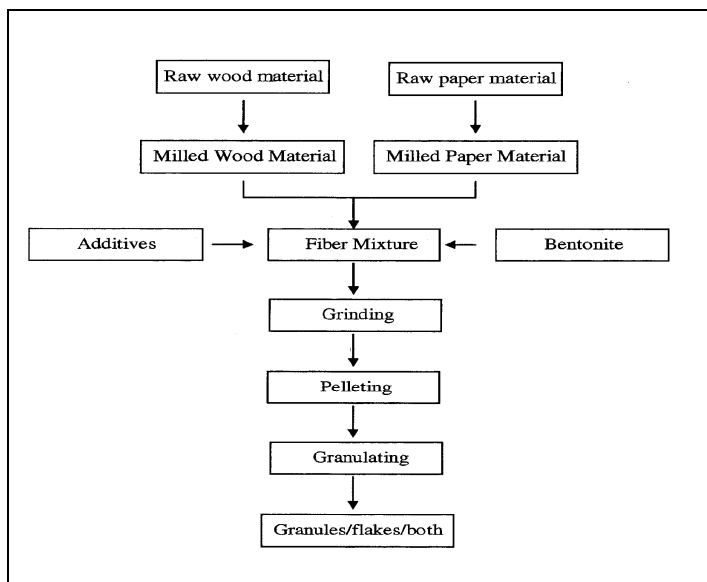 Raw wood material
Raw paper material
Milled Wood Material
Milled Paper Material
Additives
Fiber Mixture
Bentonite
Grinding
Pelleting
Granulating
Granules/flakes/both